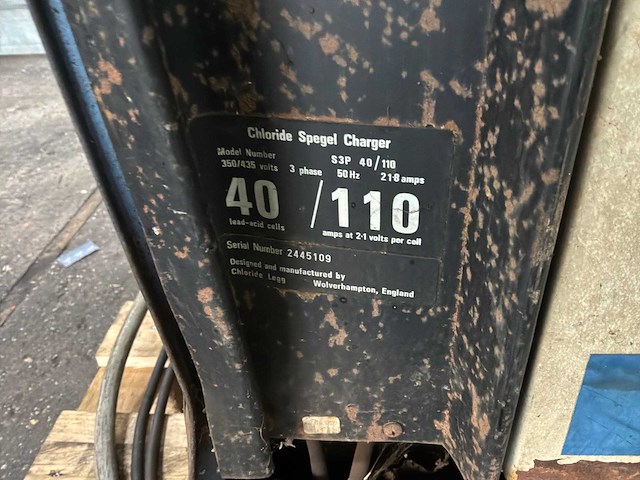 Chloride Spegel Charger
Model Number S3P 40/110
350/435 volts 3 phase 50 Hz 21·8 amps
40 /110
lead-acid cells amps at 2·1 volts per cell
Serial Number 2445109
Designed and manufactured by
Chloride Legg Wolverhampton, England